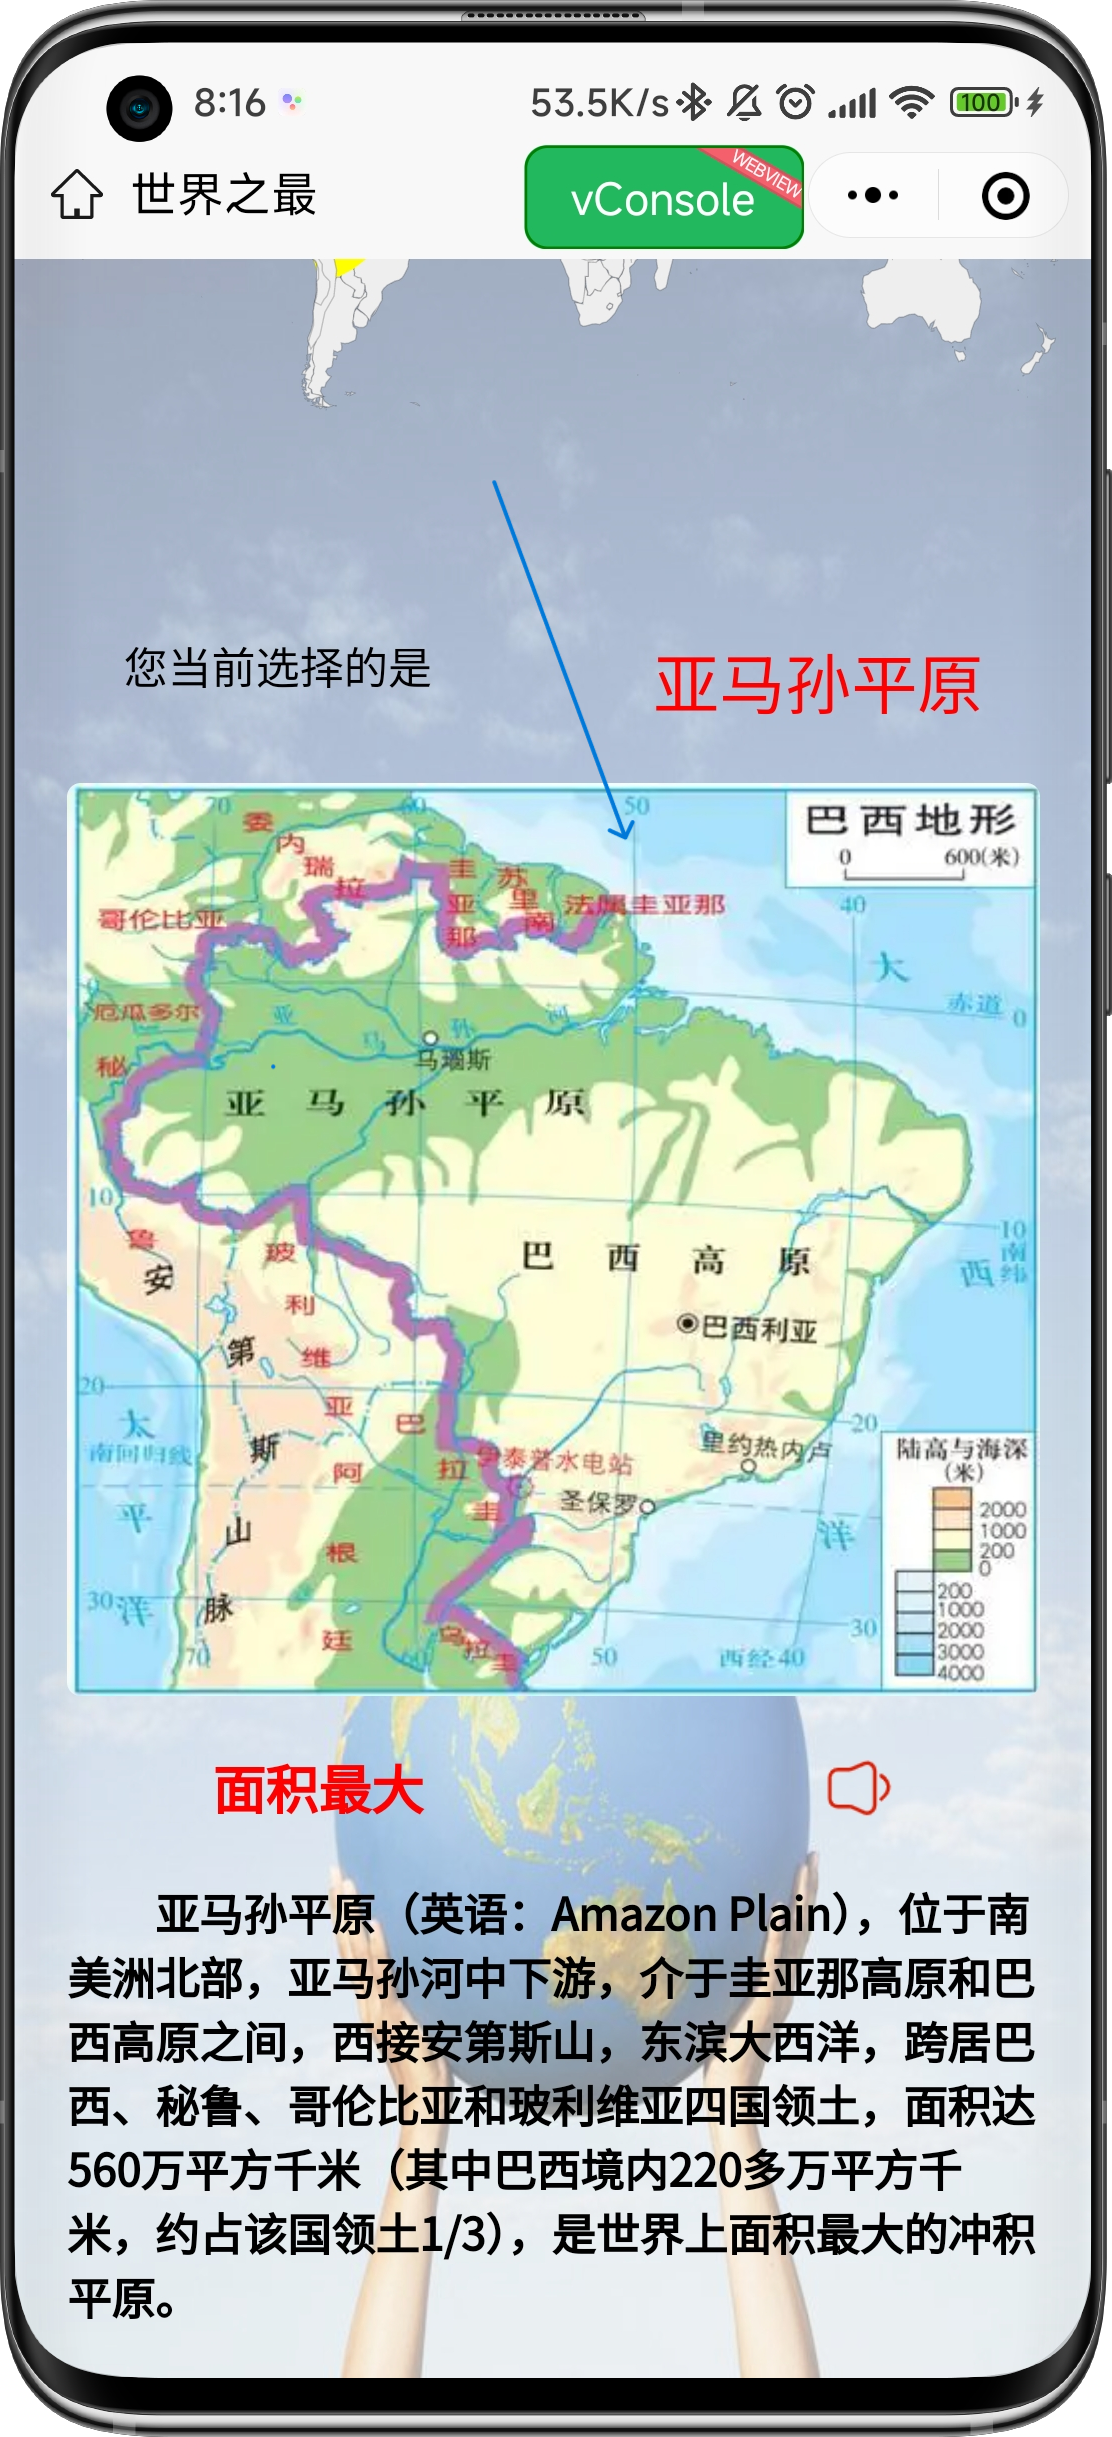 8:16
53.5K/s
100
世界之最
vConsole
WEBVIEW
您当前选择的是
亚马孙平原
巴西地形
0 600(米)
70 60 50
委内瑞拉
圭亚那
苏里南
法属圭亚那
哥伦比亚
40
大
厄瓜多尔
亚马孙河
赤道 0
秘
马瑙斯
亚马孙平原
10
10
南纬
鲁
安
玻利维亚
巴西高原
西
巴西利亚
第
20
20
太
南回归线
巴拉圭
伊泰普水电站
里约热内卢
斯
阿
圣保罗
陆高与海深
(米)
2000
1000
200
0
200
1000
2000
3000
4000
平
山
根
洋
30
洋
脉
廷
乌拉圭
30
70 60 50 西经40
面积最大
亚马孙平原（英语：Amazon Plain），位于南
美洲北部，亚马孙河中下游，介于圭亚那高原和巴
西高原之间，西接安第斯山，东滨大西洋，跨居巴
西、秘鲁、哥伦比亚和玻利维亚四国领土，面积达
560万平方千米（其中巴西境内220多万平方千
米，约占该国领土1/3），是世界上面积最大的冲积
平原。